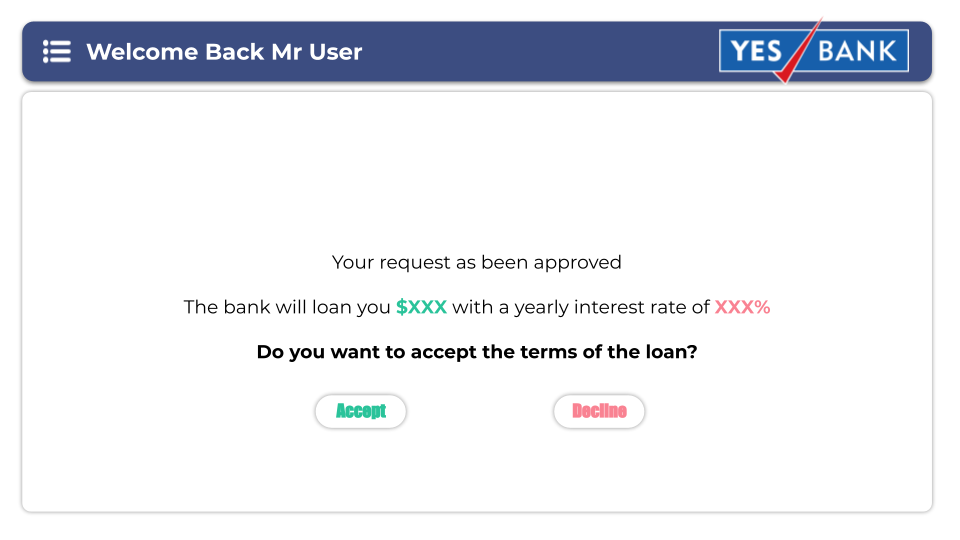 Welcome Back Mr User
YES BANK
Your request as been approved
The bank will loan you $XXX with a yearly interest rate of XXX%
Do you want to accept the terms of the loan?
Accept
Decline